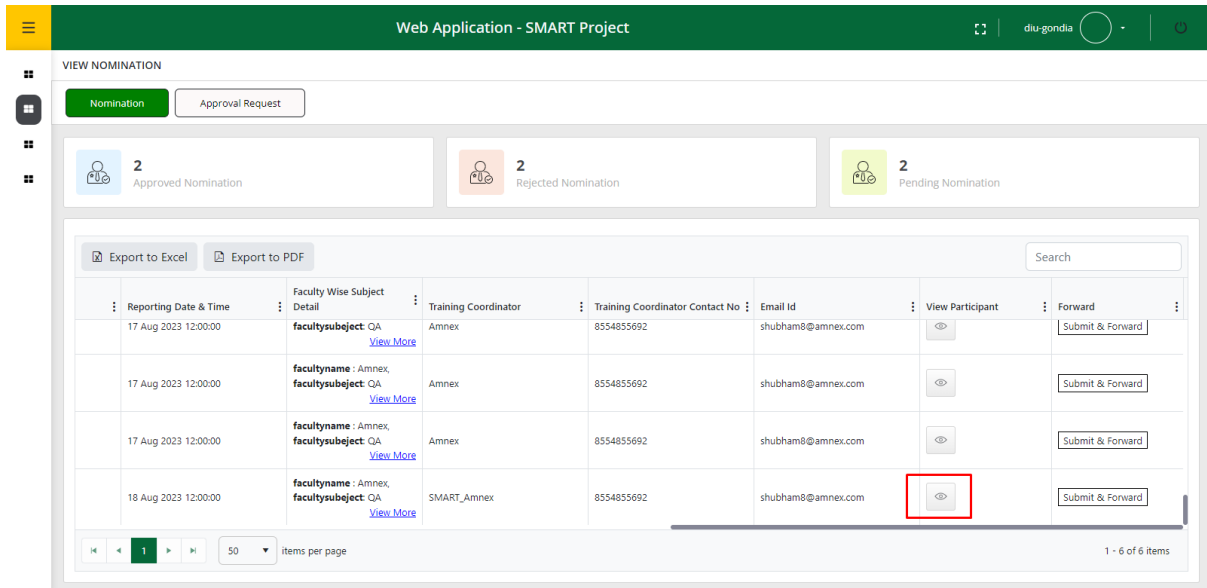 Web Application - SMART Project
diu-gondia
VIEW NOMINATION
Nomination
Approval Request
2
Approved Nomination
2
Rejected Nomination
2
Pending Nomination
Export to Excel
Export to PDF
Search
Reporting Date & Time
Faculty Wise Subject
Detail
Training Coordinator
Training Coordinator Contact No
Email Id
View Participant
Forward
17 Aug 2023 12:00:00
facultysubeject: QA
View More
Amnex
8554855692
shubham8@amnex.com
Submit & Forward
17 Aug 2023 12:00:00
facultyname : Amnex,
facultysubeject: QA
View More
Amnex
8554855692
shubham8@amnex.com
Submit & Forward
17 Aug 2023 12:00:00
facultyname : Amnex,
facultysubeject: QA
View More
Amnex
8554855692
shubham8@amnex.com
Submit & Forward
18 Aug 2023 12:00:00
facultyname : Amnex,
facultysubeject: QA
View More
SMART_Amnex
8554855692
shubham8@amnex.com
Submit & Forward
1
50
items per page
1 - 6 of 6 items